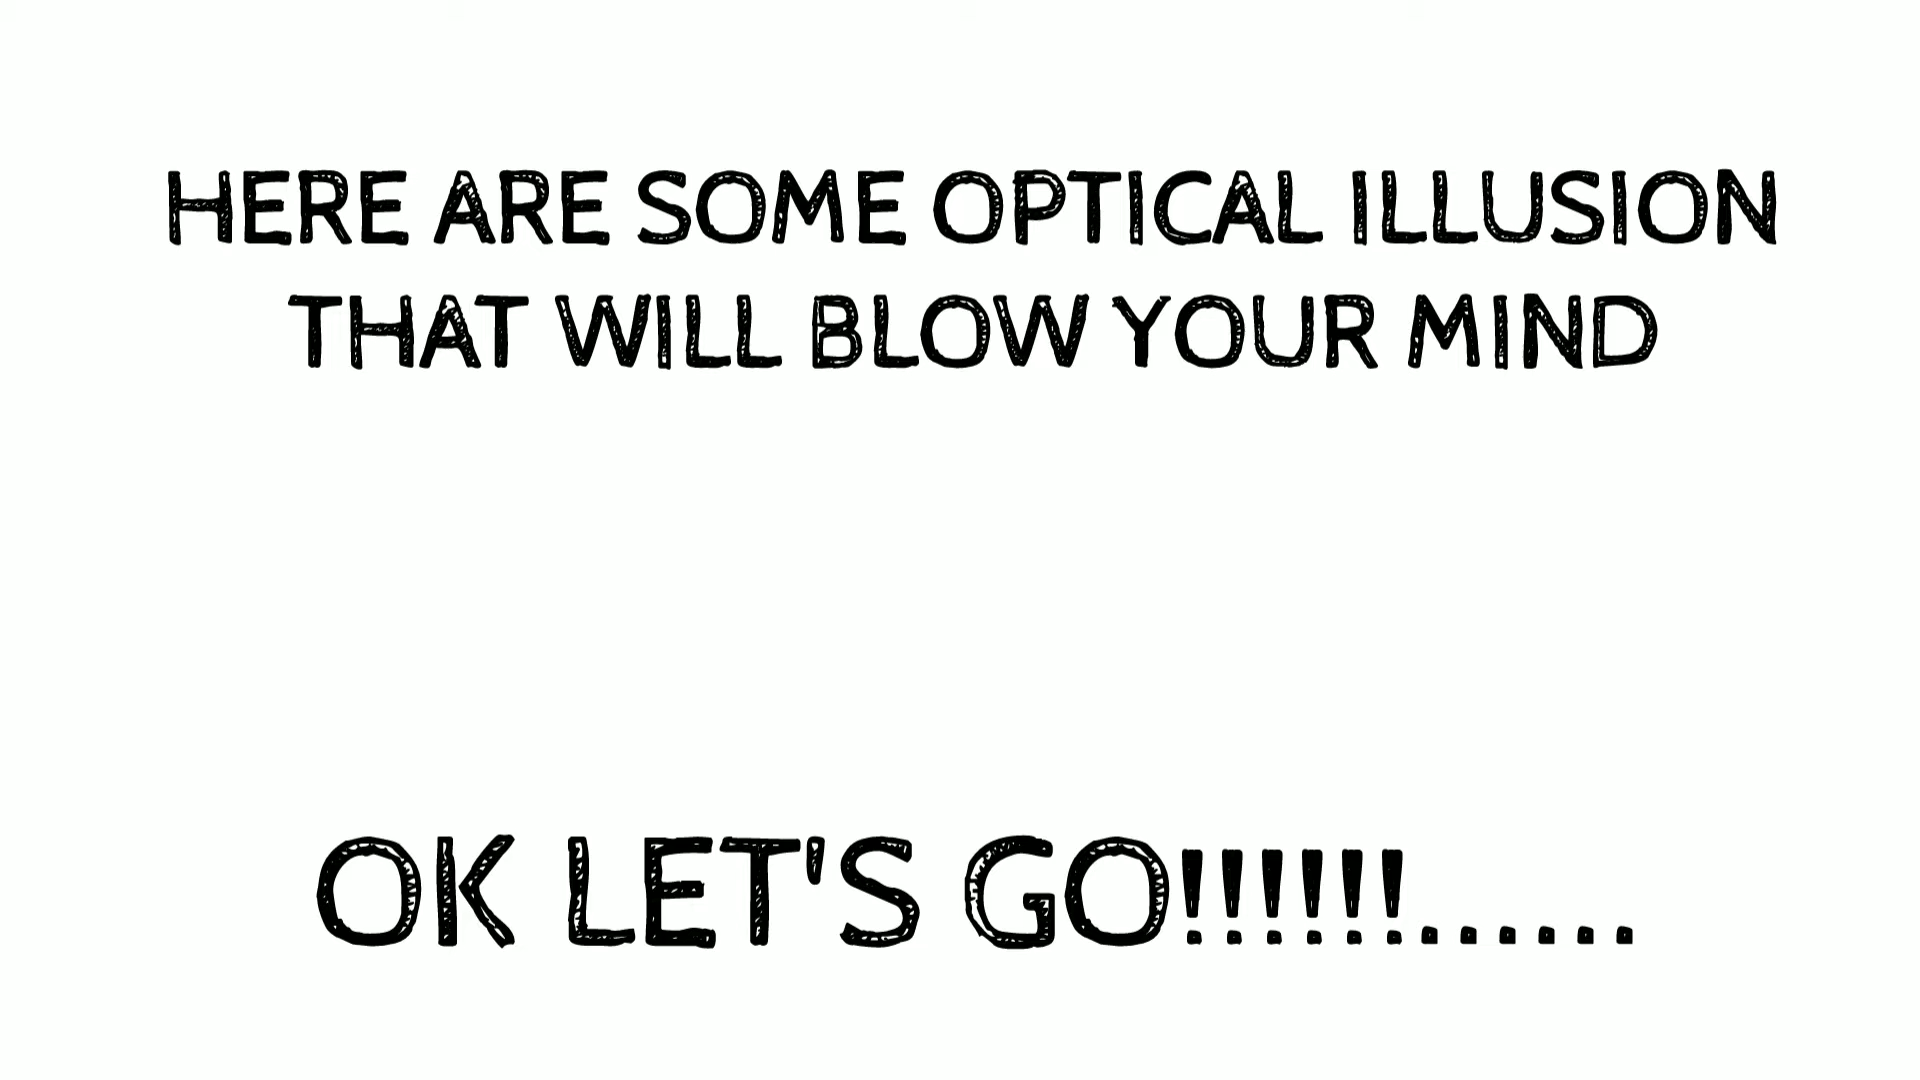 HERE ARE SOME OPTICAL ILLUSION
THAT WILL BLOW YOUR MIND
OK LET'S GO!!!!!!......